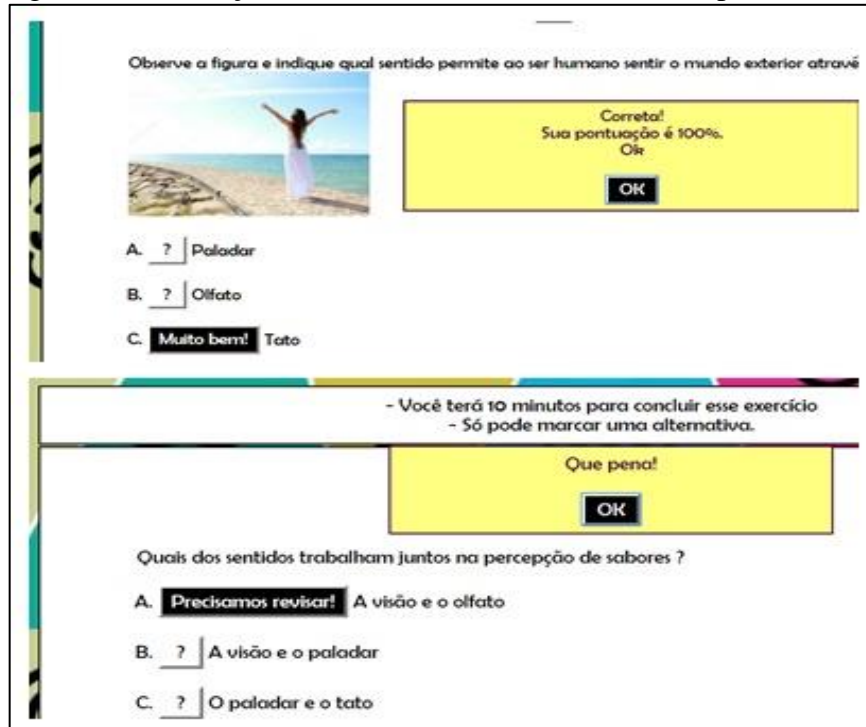 Observe a figura e indique qual sentido permite ao ser humano sentir o mundo exterior atravé
Correta!
Sua pontuação é 100%.
Ok
OK
A. ? Paladar
B. ? Olfato
C. Muito bem! Tato
- Você terá 10 minutos para concluir esse exercício
- Só pode marcar uma alternativa.
Que pena!
OK
Quais dos sentidos trabalham juntos na percepção de sabores ?
A. Precisamos revisar! A visão e o olfato
B. ? A visão e o paladar
C. ? O paladar e o tato